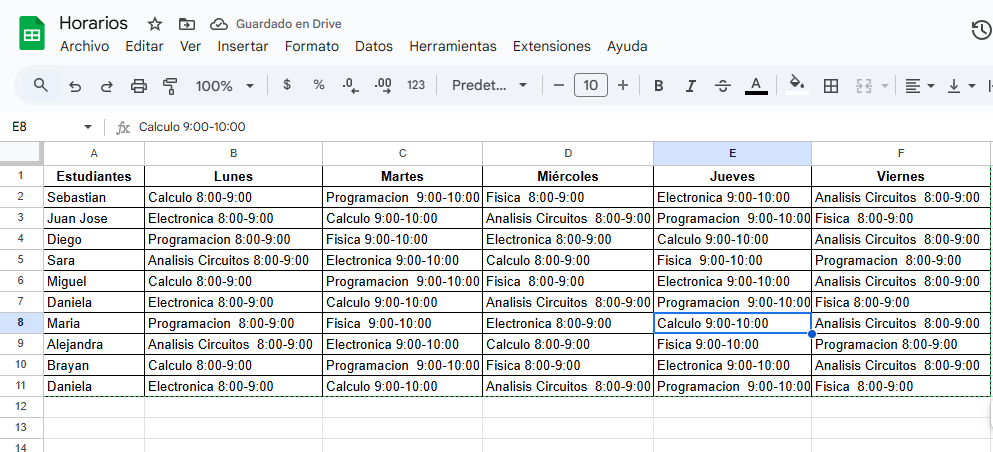 Horarios Guardado en Drive
Archivo Editar Ver Insertar Formato Datos Herramientas Extensiones Ayuda
100% $ % .0 .00 123 Predet... 10 B I A
E8 fx Calculo 9:00-10:00
A B C D E F
1 Estudiantes Lunes Martes Miércoles Jueves Viernes
2 Sebastian Calculo 8:00-9:00 Programacion 9:00-10:00 Fisica 8:00-9:00 Electronica 9:00-10:00 Analisis Circuitos 8:00-9:00
3 Juan Jose Electronica 8:00-9:00 Calculo 9:00-10:00 Analisis Circuitos 8:00-9:00 Programacion 9:00-10:00 Fisica 8:00-9:00
4 Diego Programacion 8:00-9:00 Fisica 9:00-10:00 Electronica 8:00-9:00 Calculo 9:00-10:00 Analisis Circuitos 8:00-9:00
5 Sara Analisis Circuitos 8:00-9:00 Electronica 9:00-10:00 Calculo 8:00-9:00 Fisica 9:00-10:00 Programacion 8:00-9:00
6 Miguel Calculo 8:00-9:00 Programacion 9:00-10:00 Fisica 8:00-9:00 Electronica 9:00-10:00 Analisis Circuitos 8:00-9:00
7 Daniela Electronica 8:00-9:00 Calculo 9:00-10:00 Analisis Circuitos 8:00-9:00 Programacion 9:00-10:00 Fisica 8:00-9:00
8 Maria Programacion 8:00-9:00 Fisica 9:00-10:00 Electronica 8:00-9:00 Calculo 9:00-10:00 Analisis Circuitos 8:00-9:00
9 Alejandra Analisis Circuitos 8:00-9:00 Electronica 9:00-10:00 Calculo 8:00-9:00 Fisica 9:00-10:00 Programacion 8:00-9:00
10 Brayan Calculo 8:00-9:00 Programacion 9:00-10:00 Fisica 8:00-9:00 Electronica 9:00-10:00 Analisis Circuitos 8:00-9:00
11 Daniela Electronica 8:00-9:00 Calculo 9:00-10:00 Analisis Circuitos 8:00-9:00 Programacion 9:00-10:00 Fisica 8:00-9:00
12
13
14